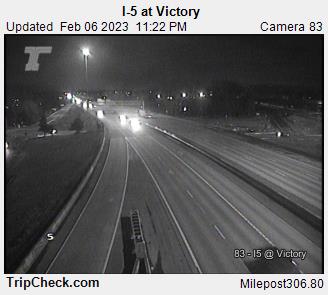 I-5 at Victory
Updated Feb 06 2023 11:22 PM Camera 83
T
S
83 - I5 @ Victory
TripCheck.com Milepost306.80